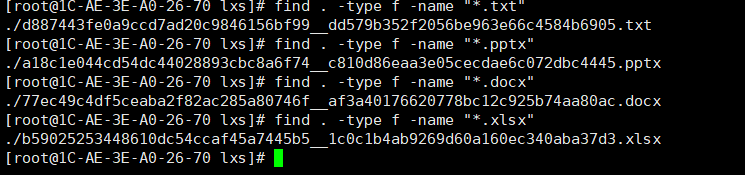 [root@1C-AE-3E-A0-26-70 lxs]# find . -type f -name "*.txt"
./d887443fe0a9ccd7ad20c9846156bf99__dd579b352f2056be963e66c4584b6905.txt
[root@1C-AE-3E-A0-26-70 lxs]# find . -type f -name "*.pptx"
./a18c1e044cd54dc44028893cbc8a6f74__c810d86eaa3e05cecdae6c072dbc4445.pptx
[root@1C-AE-3E-A0-26-70 lxs]# find . -type f -name "*.docx"
./77ec49c4df5ceaba2f82ac285a80746f__af3a40176620778bc12c925b74aa80ac.docx
[root@1C-AE-3E-A0-26-70 lxs]# find . -type f -name "*.xlsx"
./b59025253448610dc54ccaf45a7445b5__1c0c1b4ab9269d60a160ec340aba37d3.xlsx
[root@1C-AE-3E-A0-26-70 lxs]#